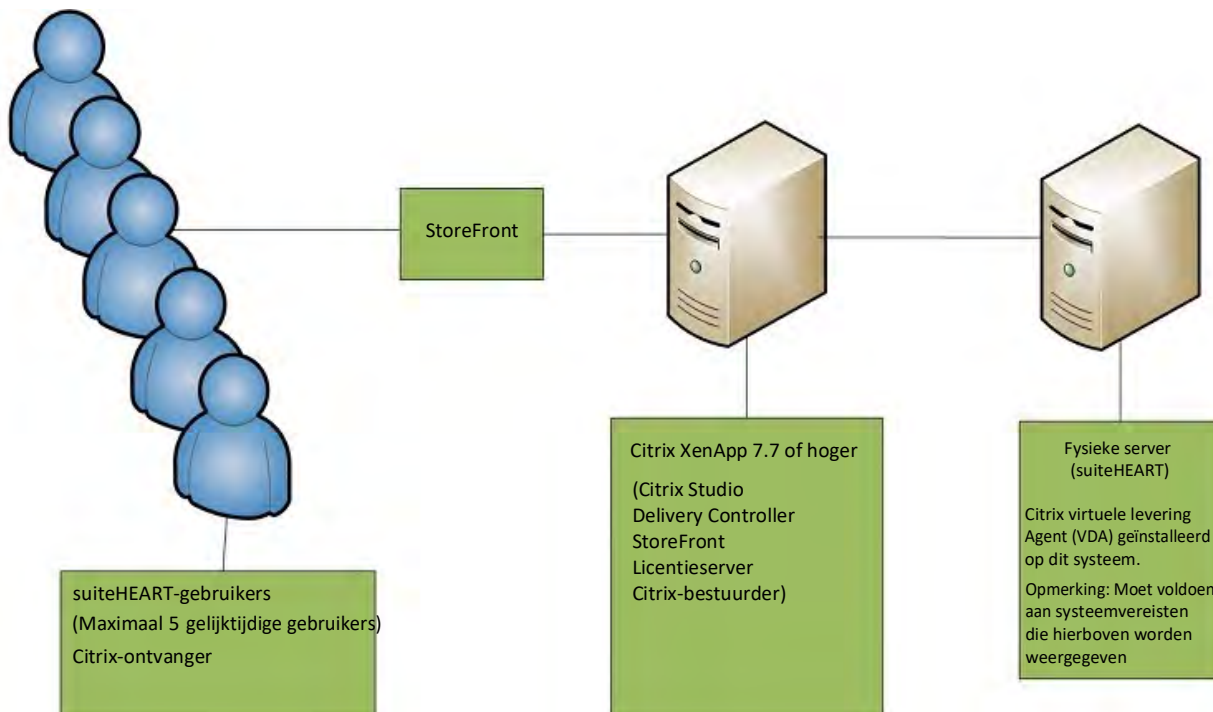 StoreFront
suiteHEART-gebruikers
(Maximaal 5 gelijktijdige gebruikers)
Citrix-ontvanger
Citrix XenApp 7.7 of hoger
(Citrix Studio
Delivery Controller
StoreFront
Licentieserver
Citrix-bestuurder)
Fysieke server
(suiteHEART)
Citrix virtuele levering
Agent (VDA) geïnstalleerd
op dit systeem.
Opmerking: Moet voldoen
aan systeemvereisten
die hierboven worden
weergegeven